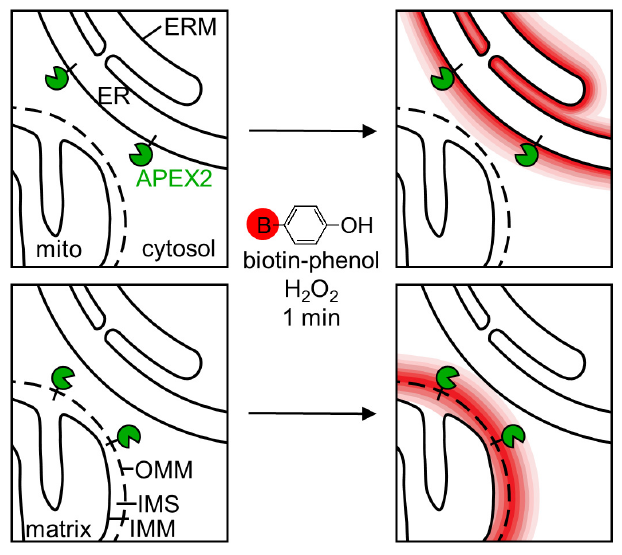 ERM
ER
APEX2
mito
cytosol
B
OH
biotin-phenol
H₂O₂
1 min
OMM
IMS
matrix
IMM